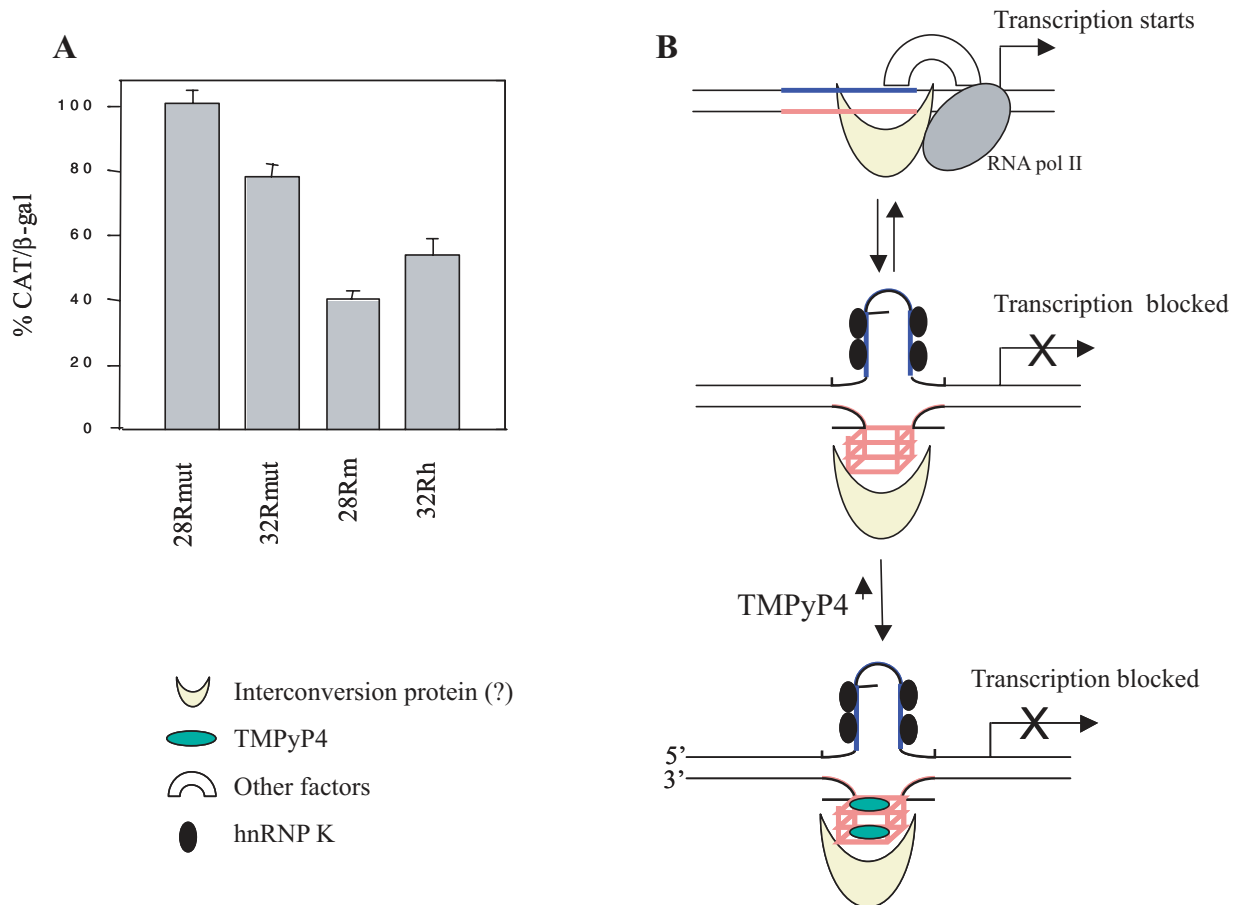 A
% CAT/β-gal
100
80
60
40
20
0
28Rmut
32Rmut
28Rm
32Rh
Interconversion protein (?)
TMPyP4
Other factors
hnRNP K
B
Transcription starts
RNA pol II
Transcription blocked
X
TMPyP4
Transcription blocked
X
5’
3’